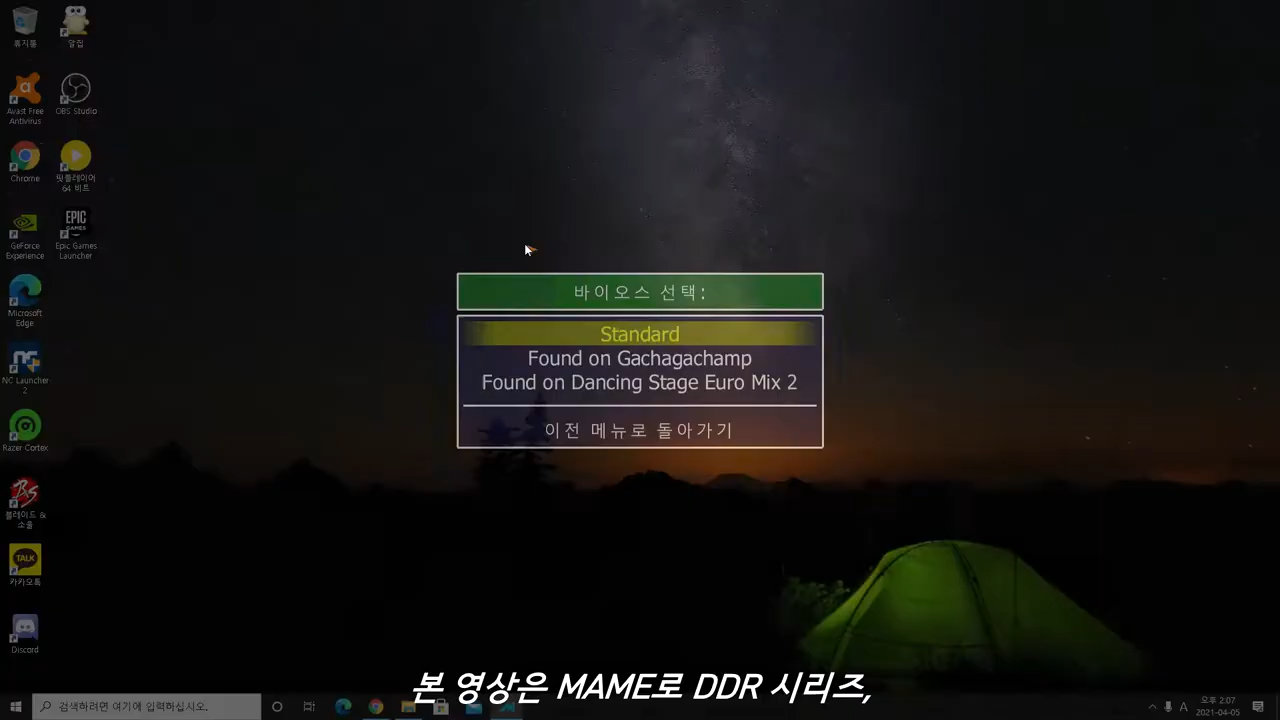 휴지통
알집
Avast Free
Antivirus
OBS Studio
Chrome
팟플레이어
64 비트
GeForce
Experience
EPIC
GAMES
Epic Games
Launcher
Microsoft
Edge
NC Launcher
2
Razer Cortex
블레이드 &
소울
TALK
카카오톡
Discord
바이오스 선택:
Standard
Found on Gachagachamp
Found on Dancing Stage Euro Mix 2
이전 메뉴로 돌아가기
본 영상은 MAME로 DDR 시리즈,
검색하려면 여기에 입력하십시오.
A
오후 2:07
2021-04-05